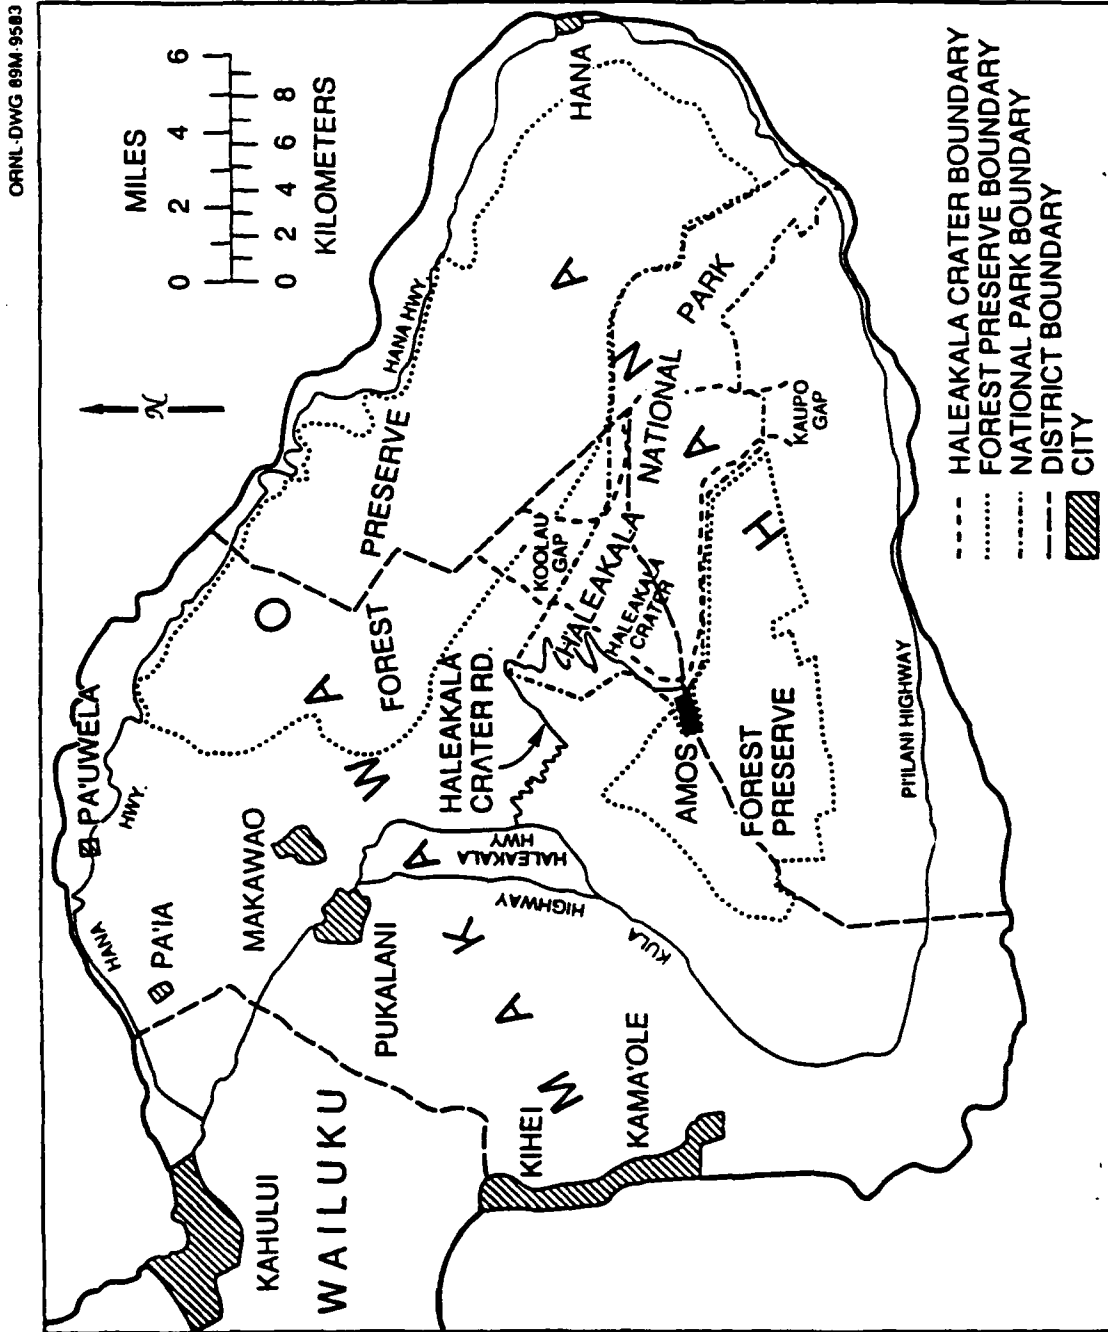 ORNL-DWG 89M-9583
MILES
0 2 4 6
0 2 4 6 8
KILOMETERS
N
PA'UWELA
HWY.
HANA
PA'IA
MAKAWAO
PUKALANI
KAHULUI
WAILUKU
KIHEI
KAMA'OLE
MAKAWAO
FOREST
PRESERVE
HANA HWY.
HANA
HANA
KOOLAU
GAP
HALEAKALA
CRATER RD.
HALEAKALA
HWY
KULA
HIGHWAY
HALEAKALA
NATIONAL
PARK
HALEAKALA
CRATER
KAUPO
GAP
AMOS
FOREST
PRESERVE
PI'ILANI HIGHWAY
HALEAKALA CRATER BOUNDARY
FOREST PRESERVE BOUNDARY
NATIONAL PARK BOUNDARY
DISTRICT BOUNDARY
CITY